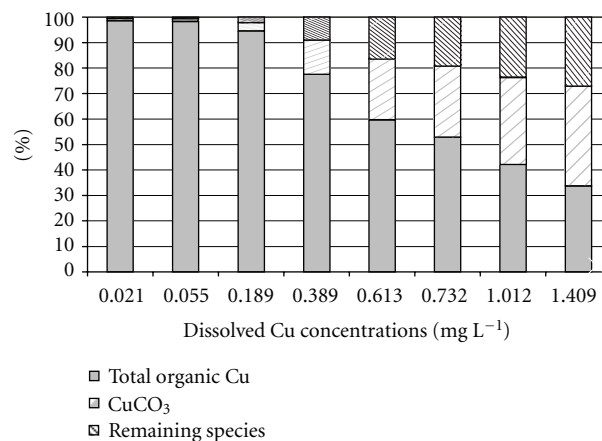 100
90
80
70
60
50
40
30
20
10
0
(%)
0.021 0.055 0.189 0.389 0.613 0.732 1.012 1.409
Dissolved Cu concentrations (mg L⁻¹)
Total organic Cu
CuCO₃
Remaining species